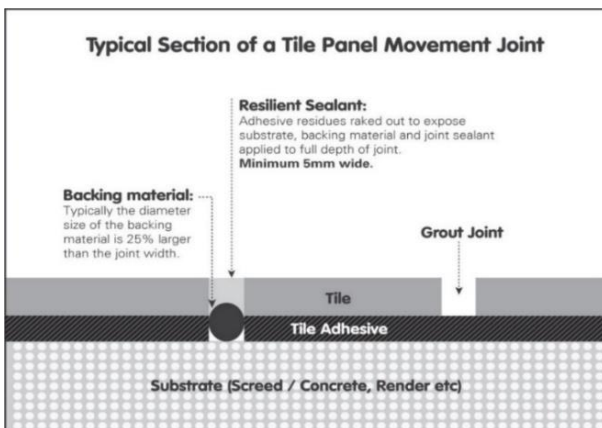 Typical Section of a Tile Panel Movement Joint
Resilient Sealant:
Adhesive residues raked out to expose
substrate, backing material and joint sealant
applied to full depth of joint.
Minimum 5mm wide.
Backing material:
Typically the diameter
size of the backing
material is 25% larger
than the joint width.
Grout Joint
Tile
Tile Adhesive
Substrate (Screed / Concrete, Render etc)